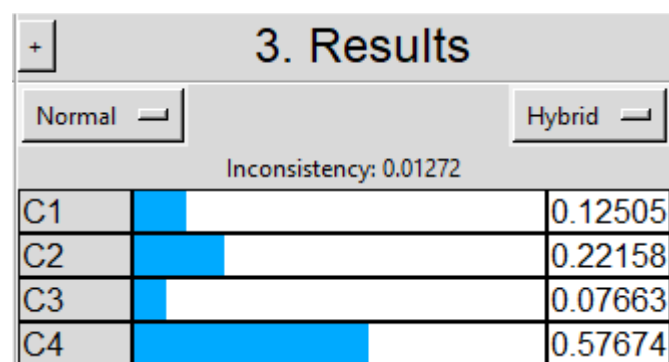 + 3. Results
Normal Hybrid
Inconsistency: 0.01272
C1 0.12505
C2 0.22158
C3 0.07663
C4 0.57674